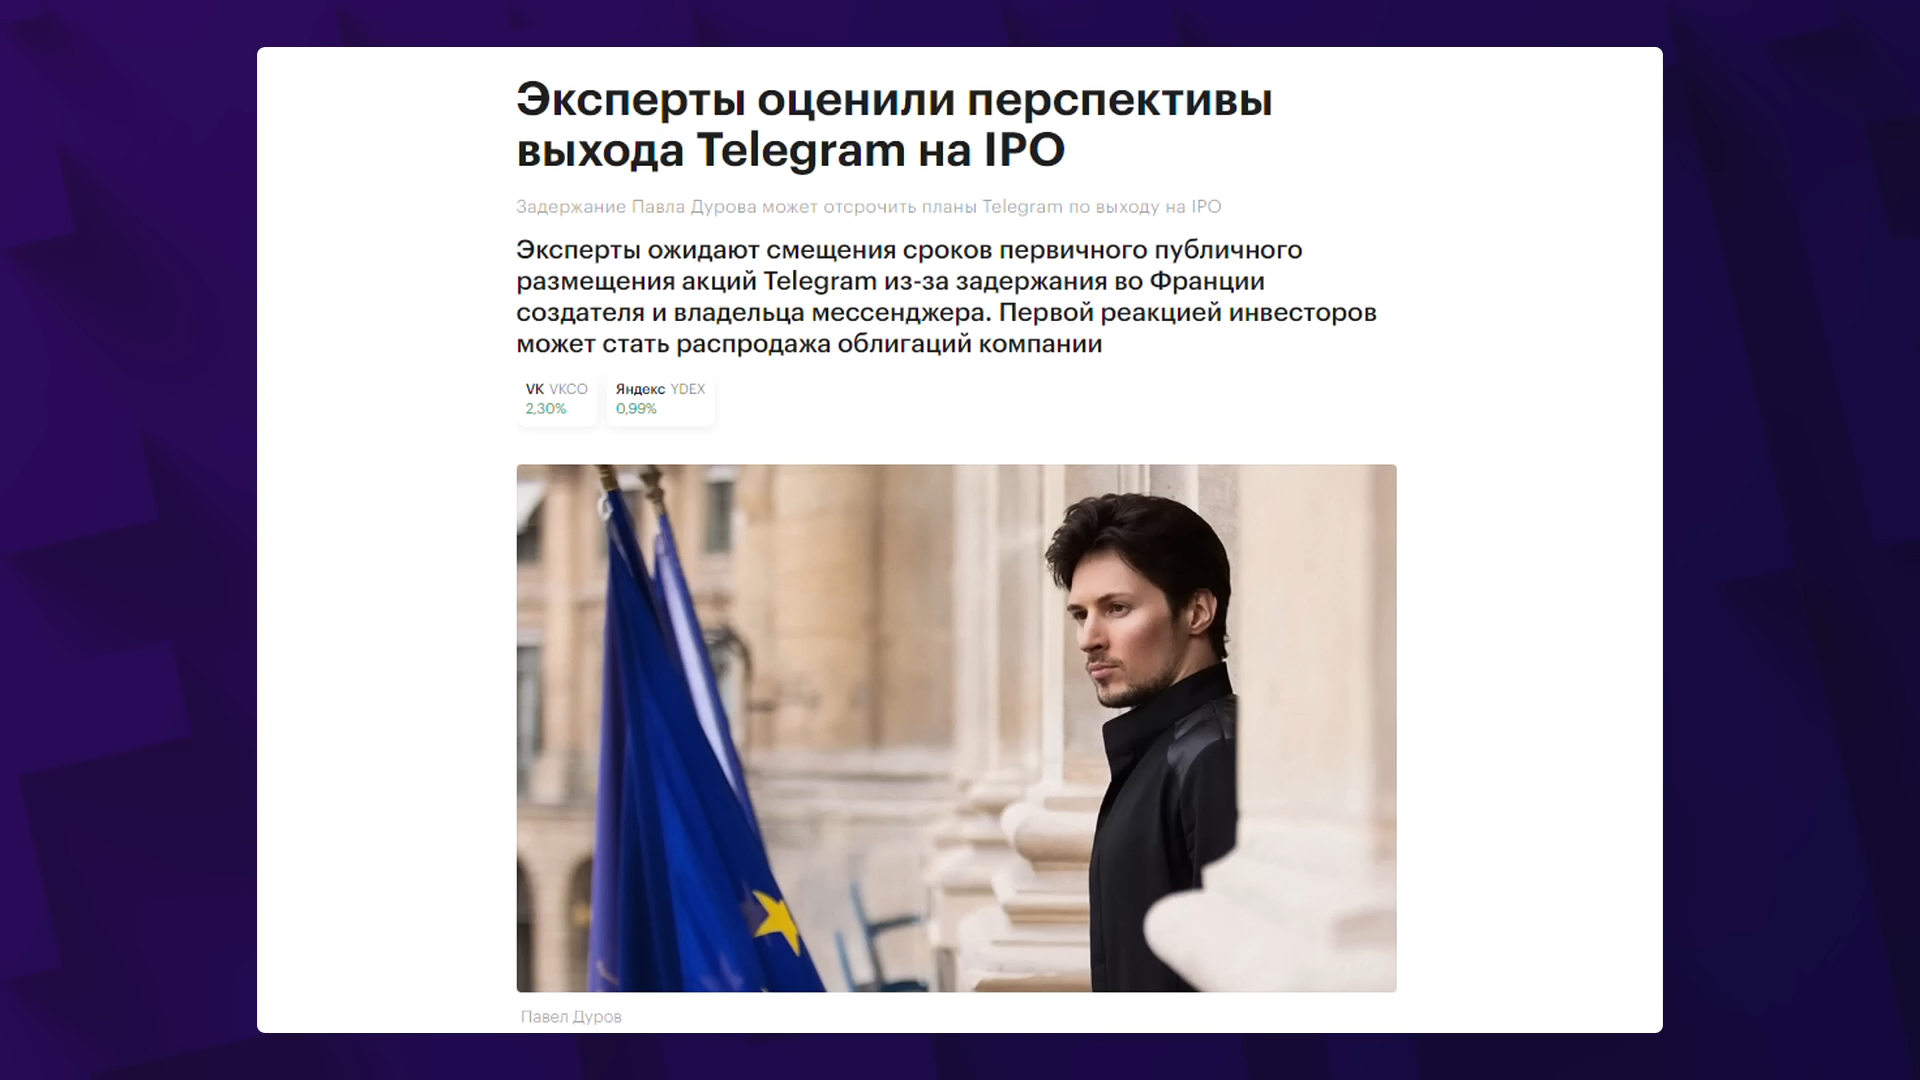 Эксперты оценили перспективы
выхода Telegram на IPO
Задержание Павла Дурова может отсрочить планы Telegram по выходу на IPO
Эксперты ожидают смещения сроков первичного публичного
размещения акций Telegram из-за задержания во Франции
создателя и владельца мессенджера. Первой реакцией инвесторов
может стать распродажа облигаций компании
VK VKCO Яндекс YDEX
2,30% 0,99%
Павел Дуров